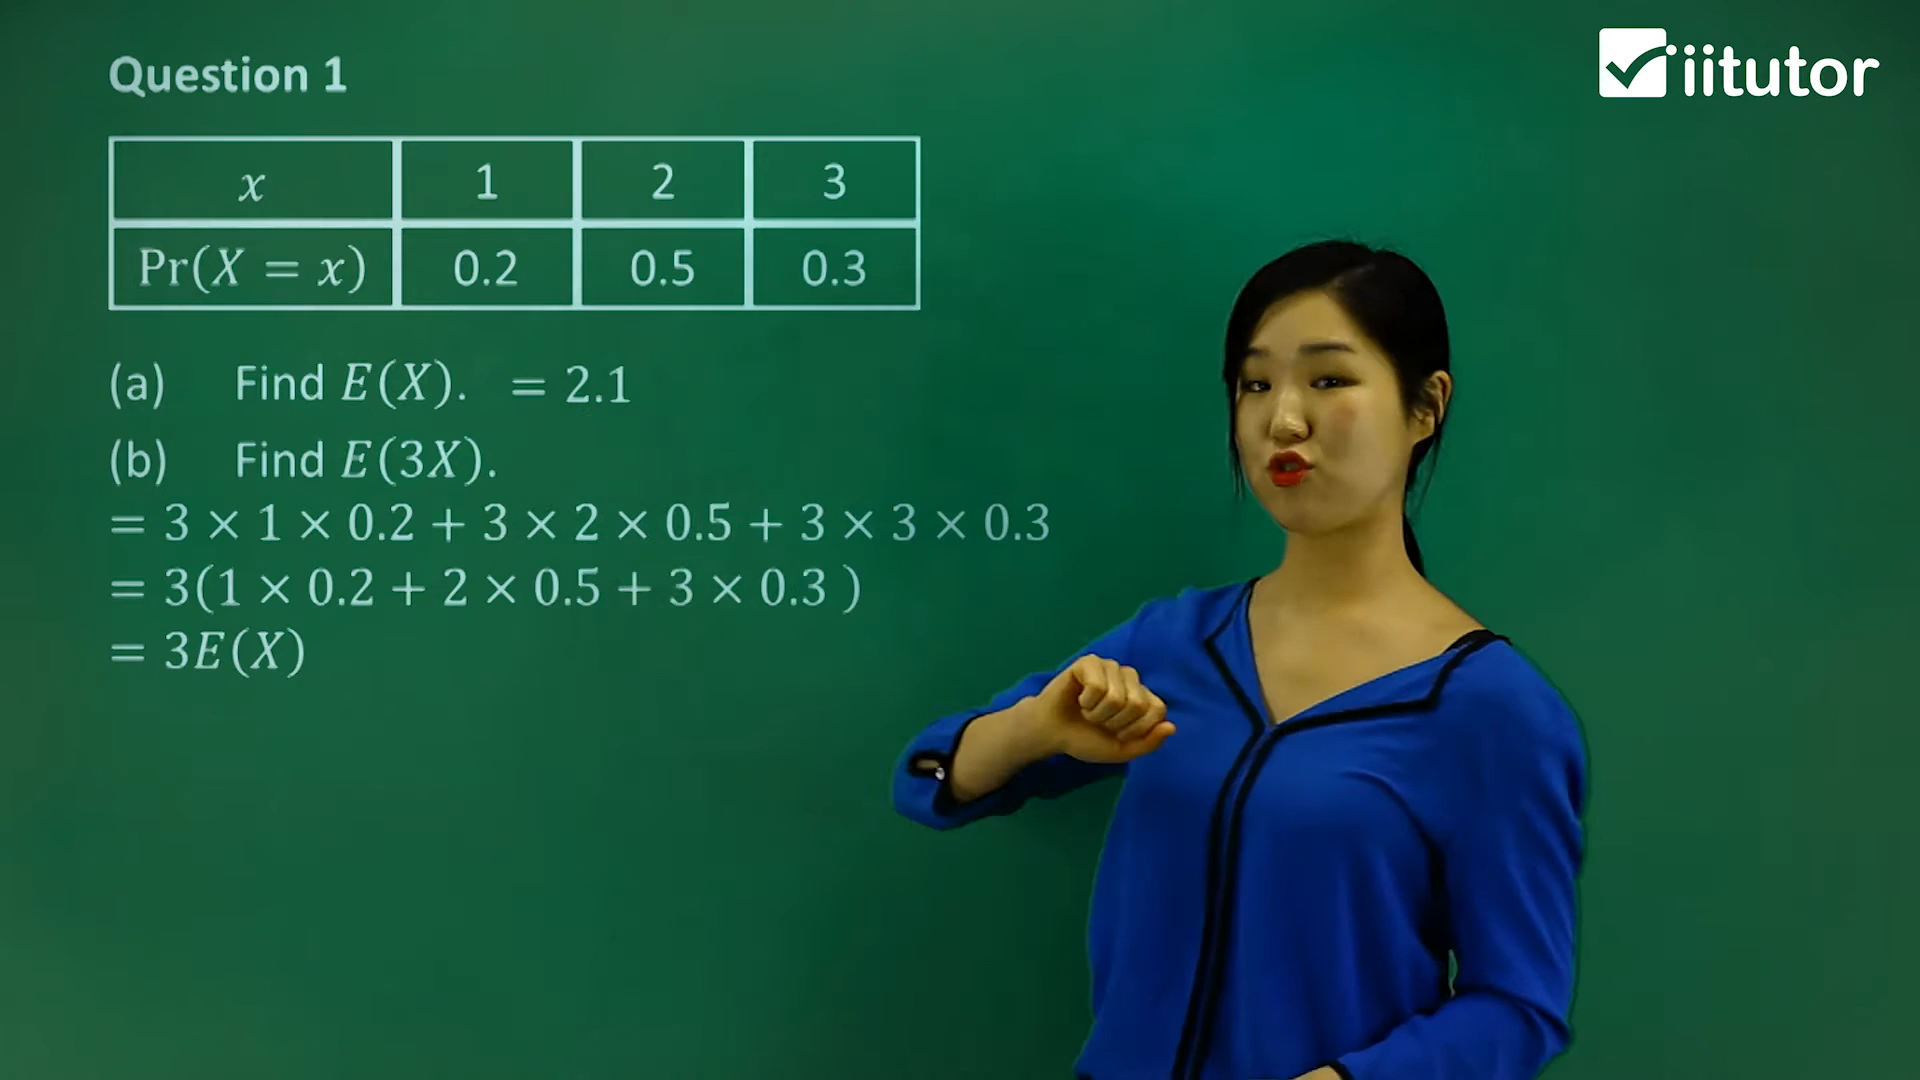 iitutor
Question 1
x 1 2 3
Pr(X = x) 0.2 0.5 0.3
(a) Find E(X). = 2.1
(b) Find E(3X).
= 3 × 1 × 0.2 + 3 × 2 × 0.5 + 3 × 3 × 0.3
= 3(1 × 0.2 + 2 × 0.5 + 3 × 0.3 )
= 3E(X)